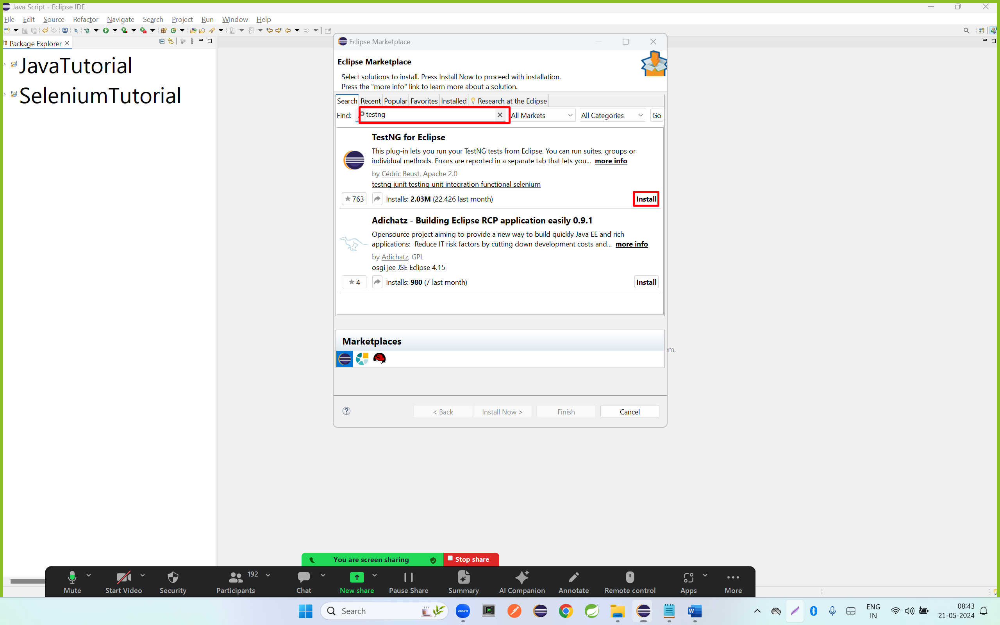 Java Script - Eclipse IDE
File Edit Source Refactor Navigate Search Project Run Window Help
Package Explorer
JavaTutorial
SeleniumTutorial
Eclipse Marketplace
Eclipse Marketplace
Select solutions to install. Press Install Now to proceed with installation.
Press the "more info" link to learn more about a solution.
Search Recent Popular Favorites Installed Research at the Eclipse
Find: testng All Markets All Categories Go
TestNG for Eclipse
This plug-in lets you run your TestNG tests from Eclipse. You can run suites, groups or
individual methods. Errors are reported in a separate tab that lets you... more info
by Cédric Beust, Apache 2.0
testng junit testing unit integration functional selenium
763 Installs: 2.03M (22,426 last month) Install
Adichatz - Building Eclipse RCP application easily 0.9.1
Opensource project aiming to provide a new way to build quickly Java EE and rich
applications: Reduce IT risk factors by cutting down development costs and... more info
by Adichatz, GPL
osgi jee JSE Eclipse 4.15
4 Installs: 980 (7 last month) Install
Marketplaces
em.
< Back Install Now > Finish Cancel
You are screen sharing Stop share
192
Mute Start Video Security Participants Chat New share Pause Share Summary AI Companion Annotate Remote control Apps More
Search
zoom
W
ENG
IN
08:43
21-05-2024